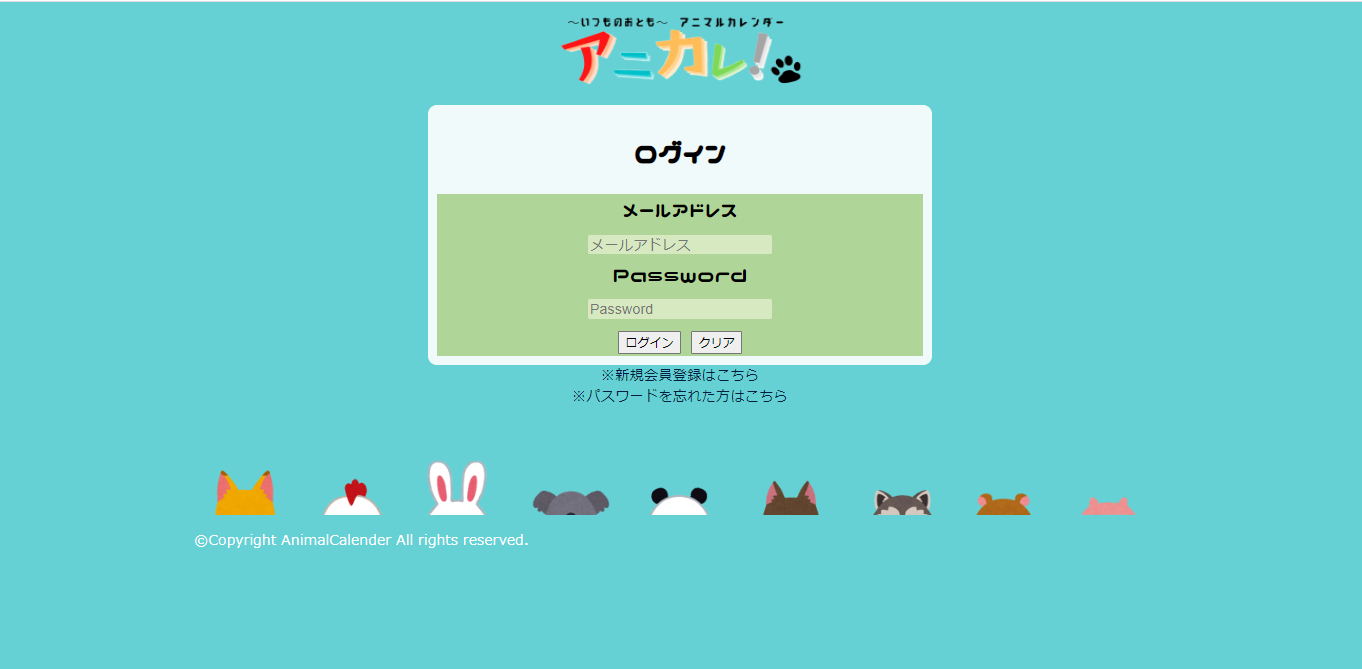 ～いつものおとも～ アニマルカレンダー
アニカレ!
ログイン
メールアドレス
メールアドレス
Password
Password
ログイン クリア
※新規会員登録はこちら
※パスワードを忘れた方はこちら
©Copyright AnimalCalender All rights reserved.